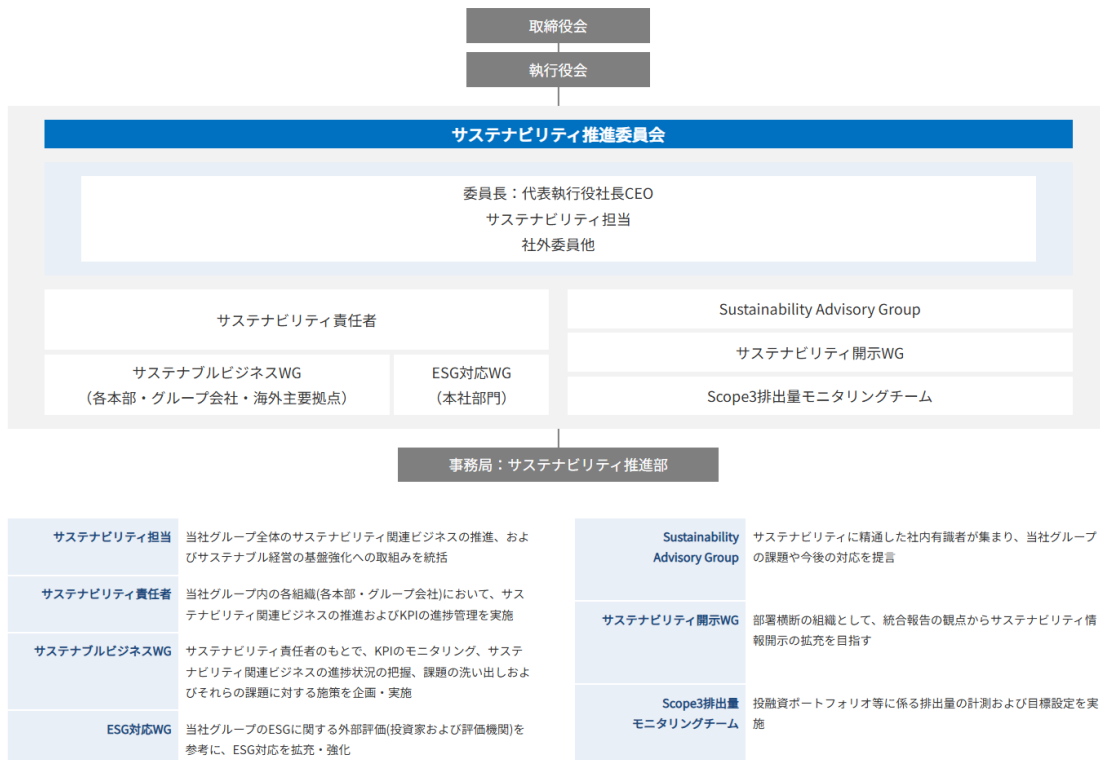 取締役会
執行役会
サステナビリティ推進委員会
委員長：代表執行役社長CEO
サステナビリティ担当
社外委員他
サステナビリティ責任者
サステナブルビジネスWG
（各本部・グループ会社・海外主要拠点）
ESG対応WG
（本社部門）
Sustainability Advisory Group
サステナビリティ開示WG
Scope3排出量モニタリングチーム
事務局：サステナビリティ推進部
サステナビリティ担当
当社グループ全体のサステナビリティ関連ビジネスの推進、およ
びサステナブル経営の基盤強化への取組みを統括
サステナビリティ責任者
当社グループ内の各組織(各本部・グループ会社)において、サス
テナビリティ関連ビジネスの推進およびKPIの進捗管理を実施
サステナブルビジネスWG
サステナビリティ責任者のもとで、KPIのモニタリング、サステ
ナビリティ関連ビジネスの進捗状況の把握、課題の洗い出しおよ
びそれらの課題に対する施策を企画・実施
ESG対応WG
当社グループのESGに関する外部評価(投資家および評価機関)を
参考に、ESG対応を拡充・強化
Sustainability
Advisory Group
サステナビリティに精通した社内有識者が集まり、当社グループ
の課題や今後の対応を提言
サステナビリティ開示WG
部署横断の組織として、統合報告の観点からサステナビリティ情
報開示の拡充を目指す
Scope3排出量
モニタリングチーム
投融資ポートフォリオ等に係る排出量の計測および目標設定を実
施